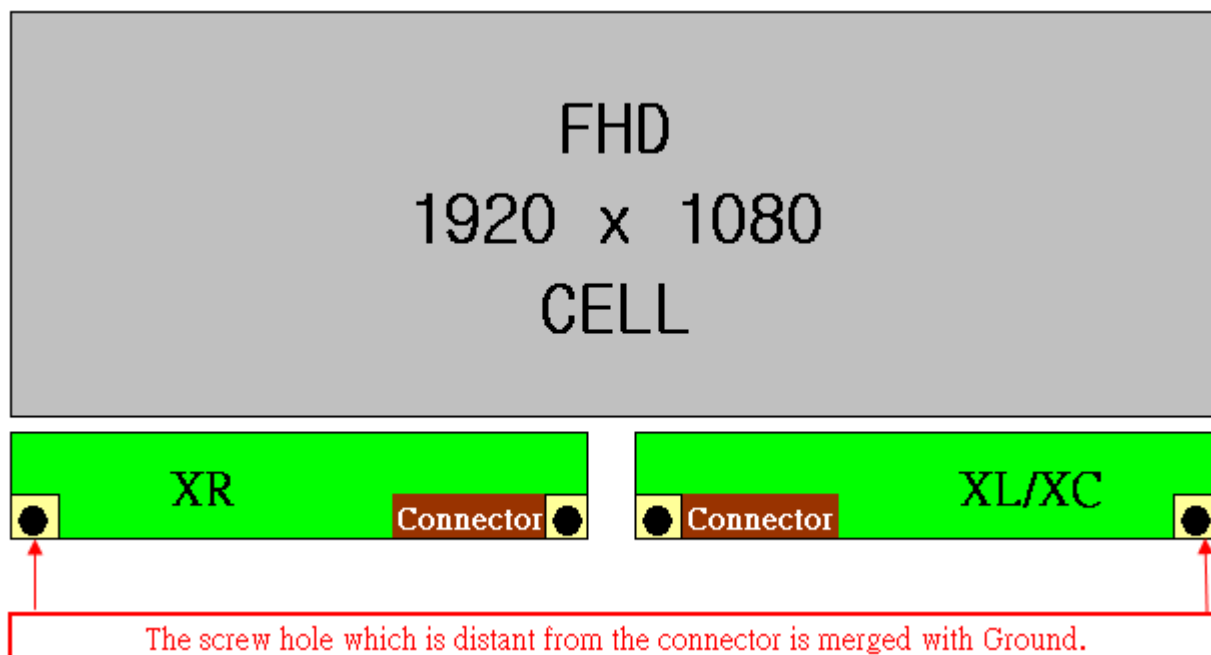 FHD
1920 x 1080
CELL
XR
XL/XC
Connector
Connector
The screw hole which is distant from the connector is merged with Ground.